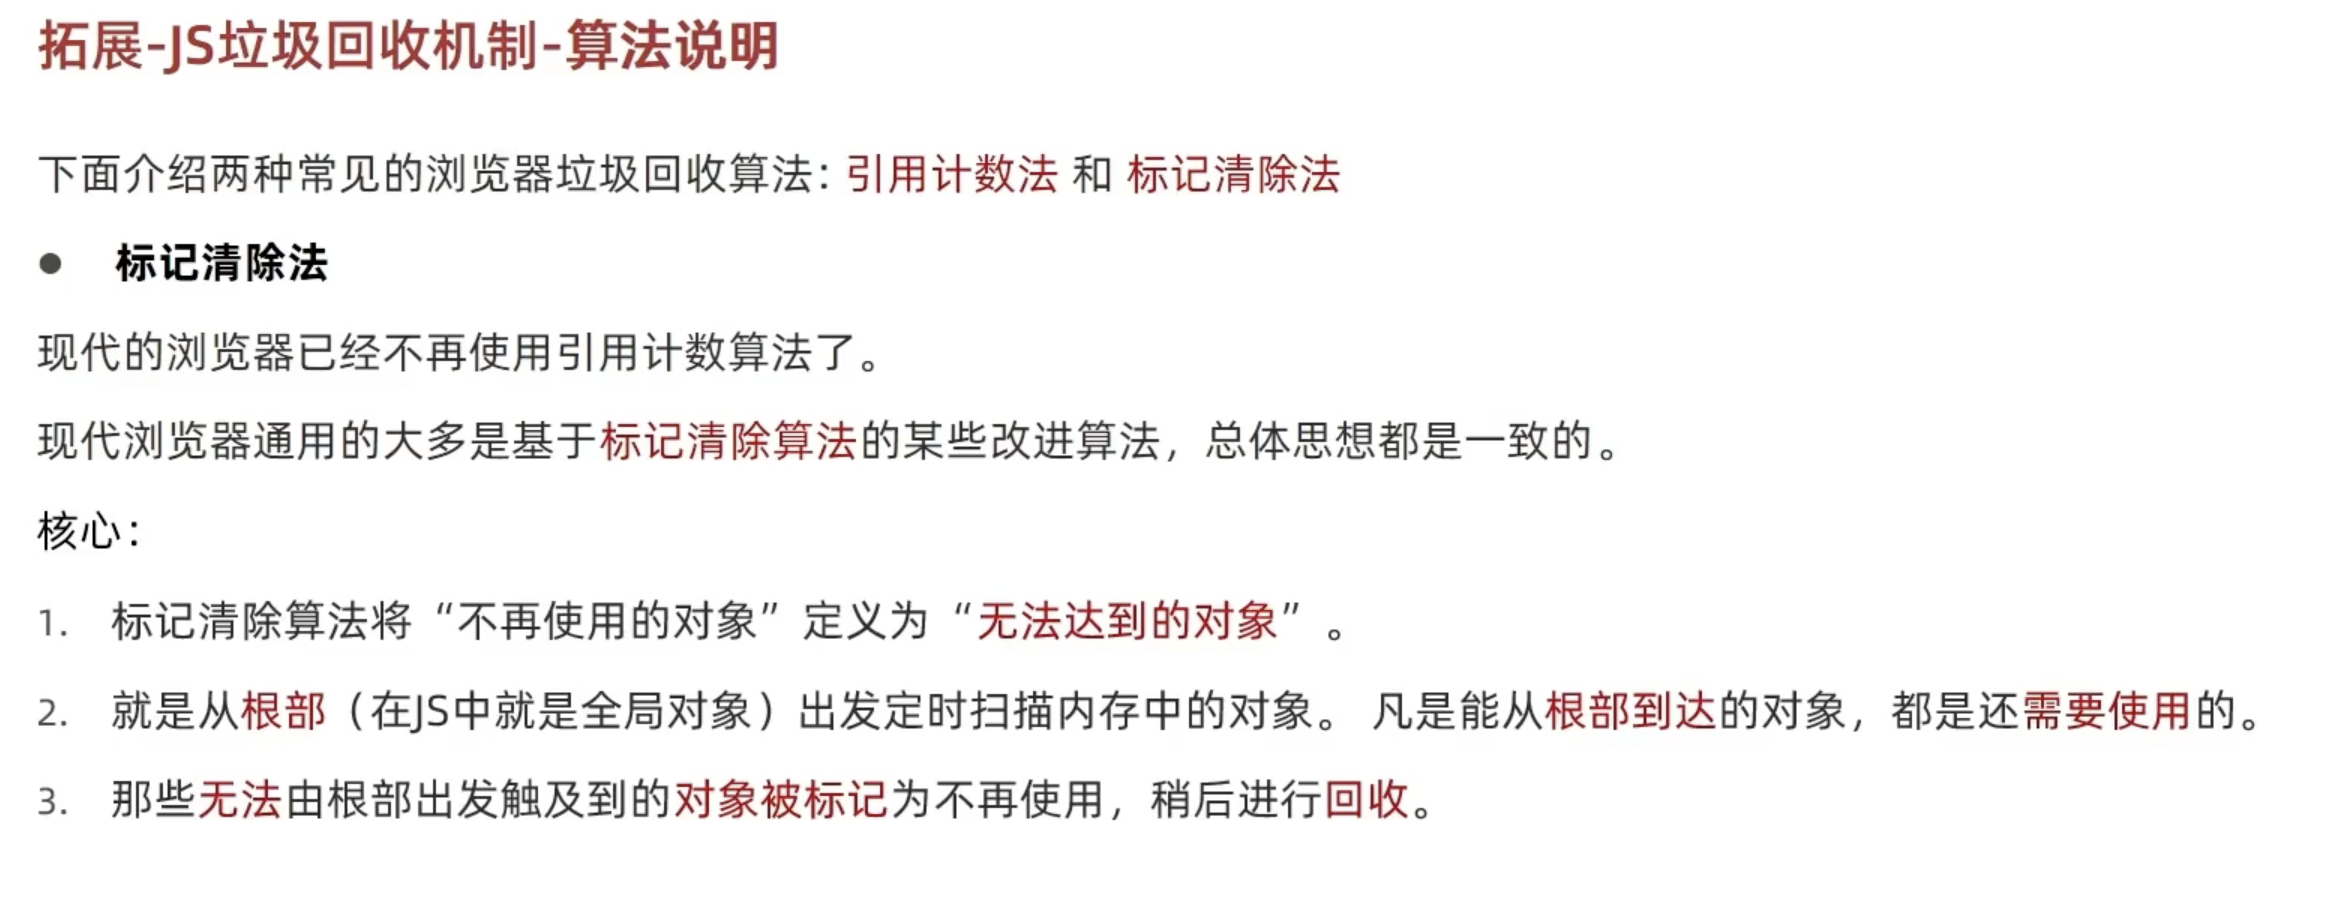 拓展-JS垃圾回收机制-算法说明
下面介绍两种常见的浏览器垃圾回收算法：引用计数法 和 标记清除法
● 标记清除法
现代的浏览器已经不再使用引用计数算法了。
现代浏览器通用的大多是基于标记清除算法的某些改进算法，总体思想都是一致的。
核心：
1. 标记清除算法将“不再使用的对象”定义为“无法达到的对象”。
2. 就是从根部（在JS中就是全局对象）出发定时扫描内存中的对象。 凡是能从根部到达的对象，都是还需要使用的。
3. 那些无法由根部出发触及到的对象被标记为不再使用，稍后进行回收。